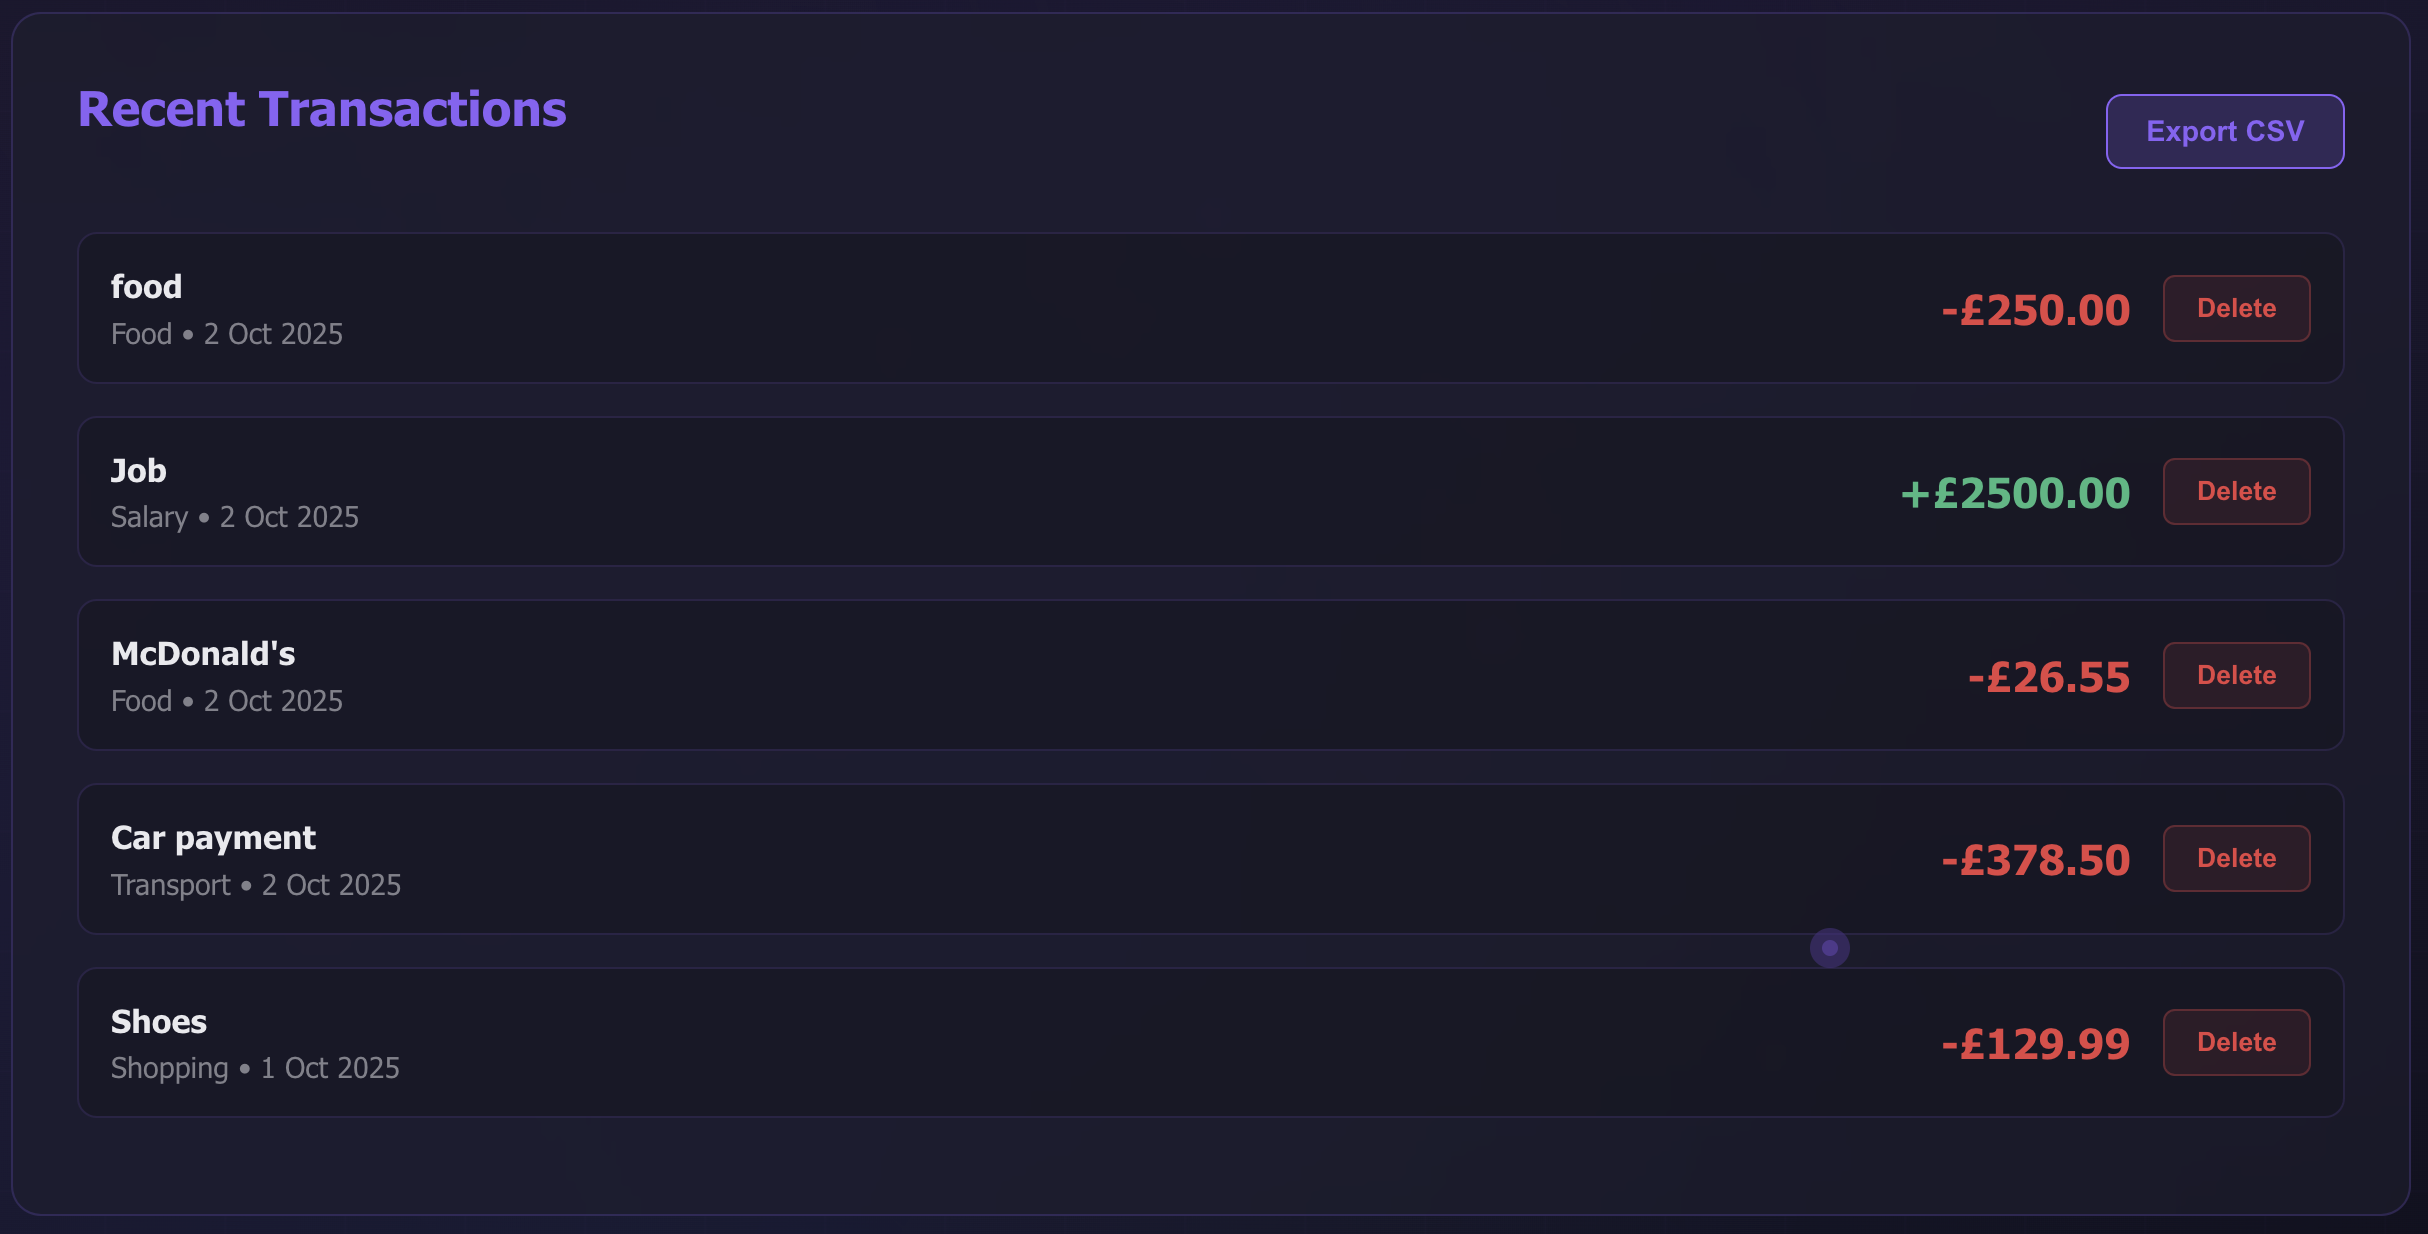 Recent Transactions
Export CSV
food
Food • 2 Oct 2025
-£250.00
Delete
Job
Salary • 2 Oct 2025
+£2500.00
Delete
McDonald's
Food • 2 Oct 2025
-£26.55
Delete
Car payment
Transport • 2 Oct 2025
-£378.50
Delete
Shoes
Shopping • 1 Oct 2025
-£129.99
Delete